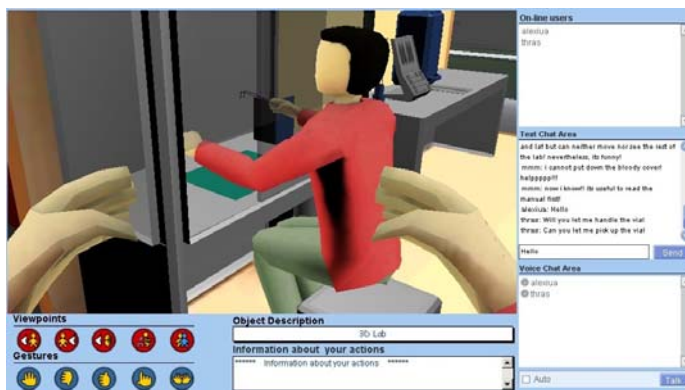 On-line users
alexiua
thras
Text Chat Area
and lat but can neither move nor see the rest of
the lab! nevertheless, its funny!
mmm: i cannot put down the bloody cover!
helppppp!!!
mmm: now i know!! its useful to read the
manual first!
alexiua: Hello
thras: Will you let me handle the vial
thras: Can you let me pick up the vial
Hello
Send
Voice Chat Area
alexiua
thras
Auto
Talk
Viewpoints
Gestures
Object Description
3D Lab
Information about your actions
****** Information about your actions ******